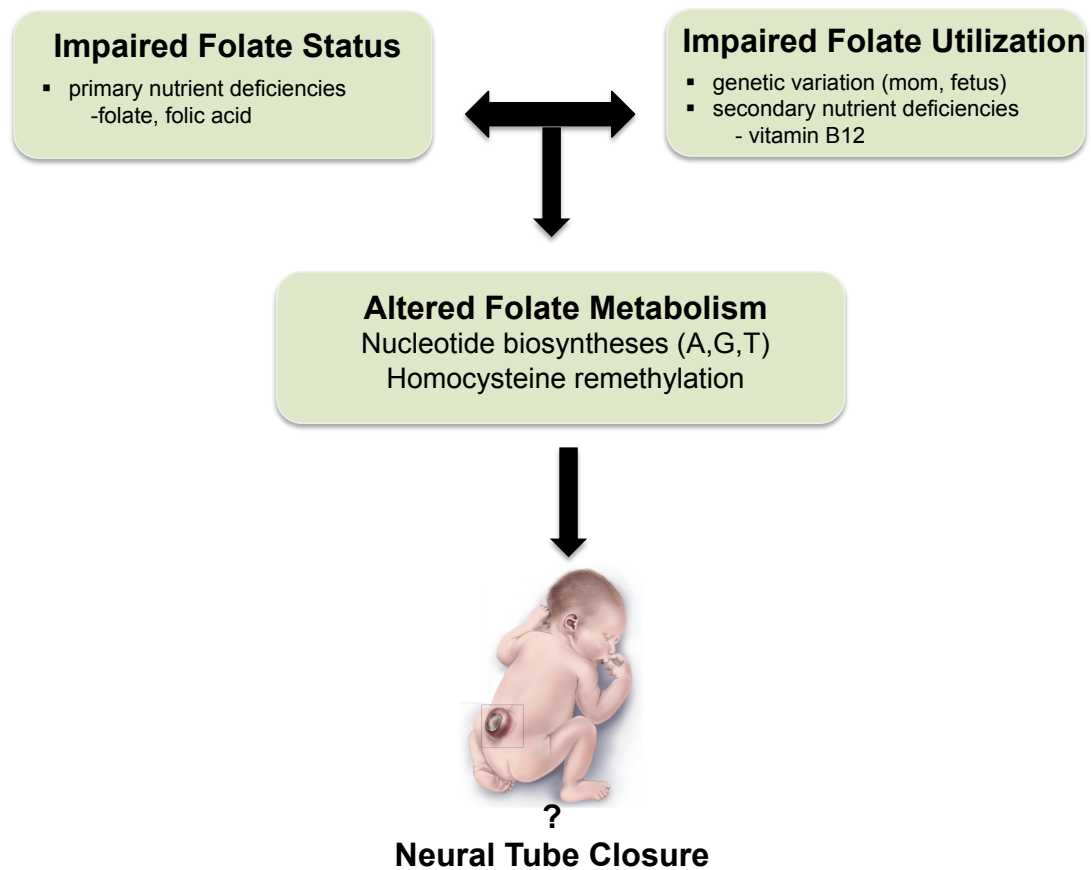 Impaired Folate Status
▪ primary nutrient deficiencies
-folate, folic acid
Impaired Folate Utilization
▪ genetic variation (mom, fetus)
▪ secondary nutrient deficiencies
- vitamin B12
Altered Folate Metabolism
Nucleotide biosyntheses (A,G,T)
Homocysteine remethylation
?
Neural Tube Closure